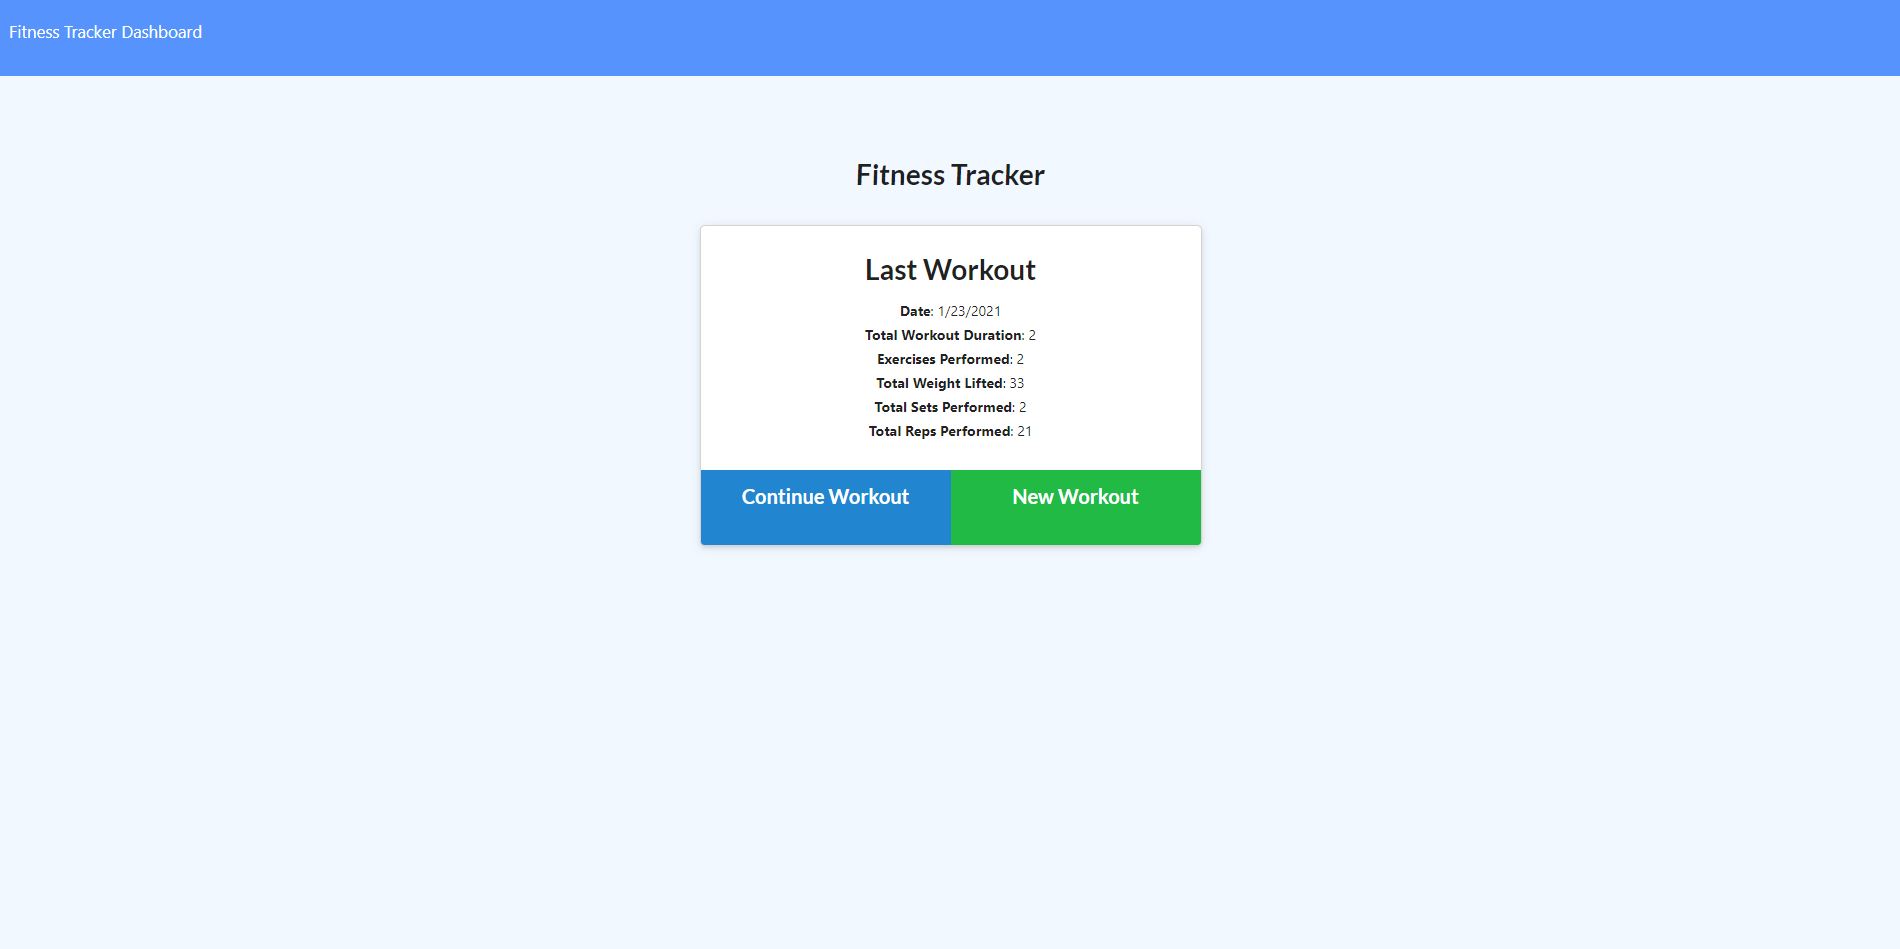 Fitness Tracker Dashboard
Fitness Tracker
Last Workout
Date: 1/23/2021
Total Workout Duration: 2
Exercises Performed: 2
Total Weight Lifted: 33
Total Sets Performed: 2
Total Reps Performed: 21
Continue Workout
New Workout